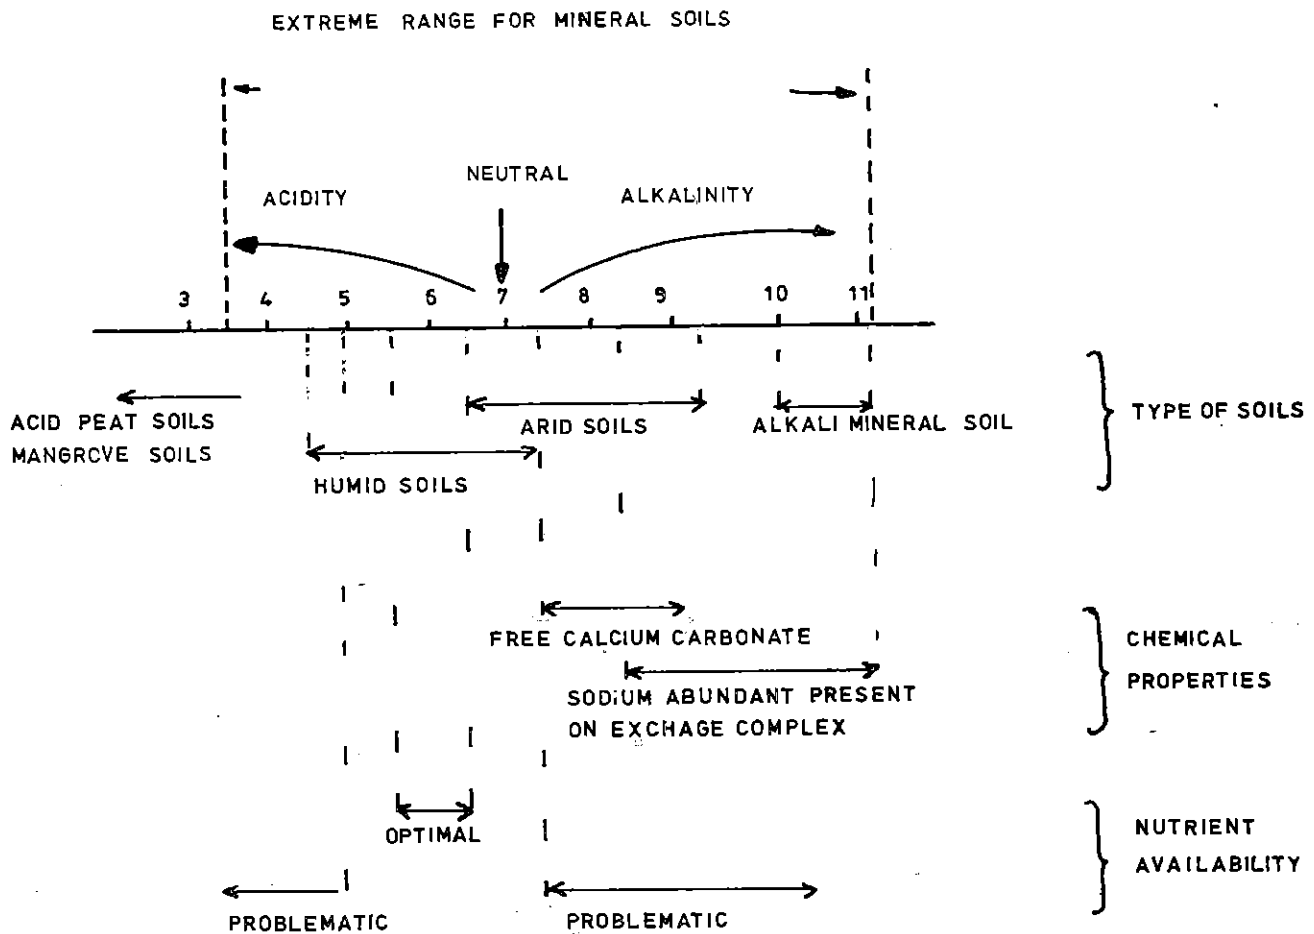 EXTREME RANGE FOR MINERAL SOILS
NEUTRAL
ACIDITY
ALKALINITY
3 4 5 6 7 8 9 10 11
ACID PEAT SOILS
MANGROVE SOILS
ARID SOILS
ALKALI MINERAL SOIL
TYPE OF SOILS
HUMID SOILS
FREE CALCIUM CARBONATE
SODIUM ABUNDANT PRESENT
ON EXCHAGE COMPLEX
CHEMICAL
PROPERTIES
OPTIMAL
NUTRIENT
AVAILABILITY
PROBLEMATIC
PROBLEMATIC